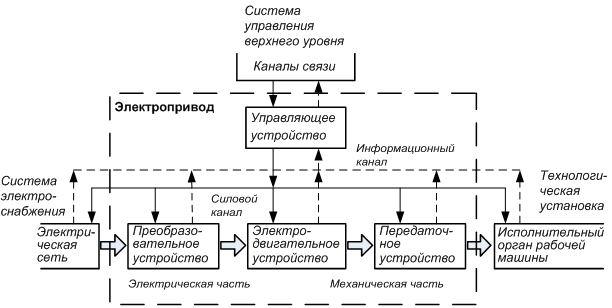 Система
управления
верхнего уровня
Каналы связи
Электропривод
Управляющее
устройство
Информационный
канал
Система
электро-
снабжения
Технологи-
ческая
установка
Силовой
канал
Электри-
ческая
сеть
Преобразо-
вательное
устройство
Электро-
двигательное
устройство
Передаточ-
ное
устройство
Исполнительный
орган рабочей
машины
Электрическая часть
Механическая часть